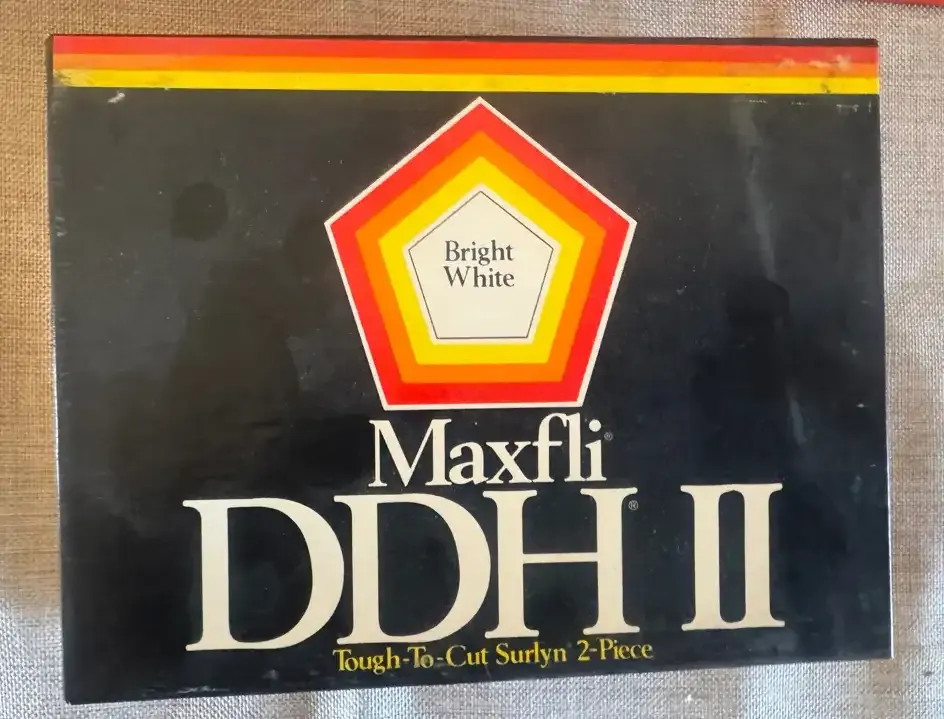 Bright
White
Maxfli®
DDH® II
Tough-To-Cut Surlyn 2-Piece